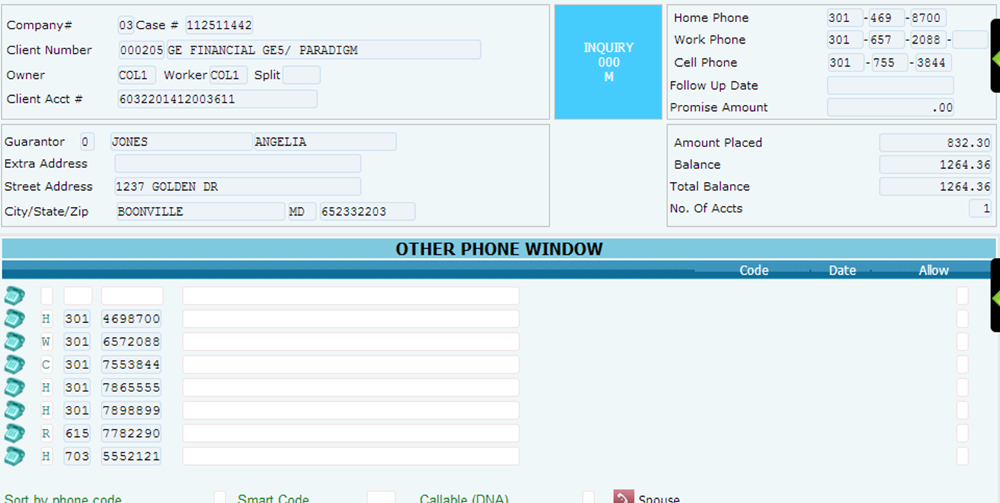 Company# 03 Case # 112511442
Client Number 000205 GE FINANCIAL GE5/ PARADIGM
Owner COL1 Worker COL1 Split
Client Acct # 6032201412003611
INQUIRY
000
M
Home Phone 301 -469 -8700
Work Phone 301 -657 -2088 -
Cell Phone 301 -755 -3844
Follow Up Date
Promise Amount .00
Guarantor 0 JONES ANGELIA
Extra Address
Street Address 1237 GOLDEN DR
City/State/Zip BOONVILLE MD 652332203
Amount Placed 832.30
Balance 1264.36
Total Balance 1264.36
No. Of Accts 1
OTHER PHONE WINDOW
Code Date Allow
H 301 4698700
W 301 6572088
C 301 7553844
H 301 7865555
H 301 7898899
R 615 7782290
H 703 5552121
Sort by phone code Smart Code Callable (DNA) Spouse